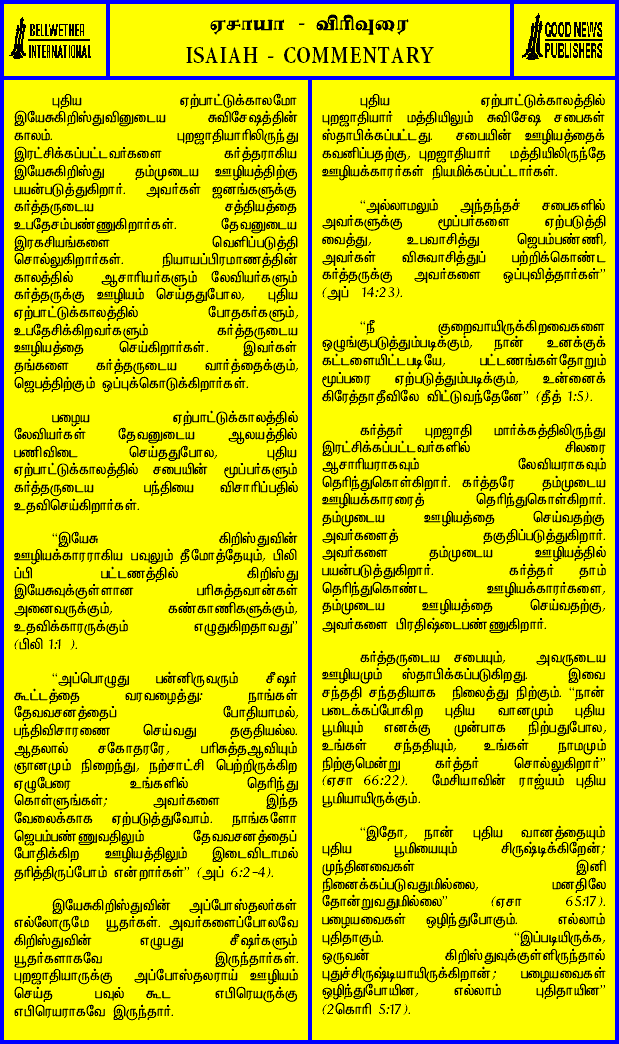 BELLWETHER
INTERNATIONAL
ஏசாயா - விரிவுரை
ISAIAH - COMMENTARY
GOOD NEWS
PUBLISHERS
புதிய ஏற்பாட்டுக்காலமோ
இயேசுகிறிஸ்துவினுடைய சுவிசேஷத்தின்
காலம். புறஜாதியாரிலிருந்து
இரட்சிக்கப்பட்டவர்களை கர்த்தராகிய
இயேசுகிறிஸ்து தம்முடைய ஊழியத்திற்கு
பயன்படுத்துகிறார். அவர்கள் ஜனங்களுக்கு
கர்த்தருடைய சத்தியத்தை
உபதேசம்பண்ணுகிறார்கள். தேவனுடைய
இரகசியங்களை வெளிப்படுத்தி
சொல்லுகிறார்கள். நியாயப்பிரமாணத்தின்
காலத்தில் ஆசாரியர்களும் லேவியர்களும்
கர்த்தருக்கு ஊழியம் செய்ததுபோல, புதிய
ஏற்பாட்டுக்காலத்தில் போதகர்களும்,
உபதேசிக்கிறவர்களும் கர்த்தருடைய
ஊழியத்தை செய்கிறார்கள். இவர்கள்
தங்களை கர்த்தருடைய வார்த்தைக்கும்,
ஜெபத்திற்கும் ஒப்புக்கொடுக்கிறார்கள்.
பழைய ஏற்பாட்டுக்காலத்தில்
லேவியர்கள் தேவனுடைய ஆலயத்தில்
பணிவிடை செய்ததுபோல, புதிய
ஏற்பாட்டுக்காலத்தில் சபையின் மூப்பர்களும்
கர்த்தருடைய பந்தியை விசாரிப்பதில்
உதவிசெய்கிறார்கள்.
“இயேசு கிறிஸ்துவின்
ஊழியக்காரராகிய பவுலும் தீமோத்தேயும், பிலி
ப்பி பட்டணத்தில் கிறிஸ்து
இயேசுவுக்குள்ளான பரிசுத்தவான்கள்
அனைவருக்கும், கண்காணிகளுக்கும்,
உதவிக்காரருக்கும் எழுதுகிறதாவது”
(பிலி 1:1 ).
“அப்பொழுது பன்னிருவரும் சீஷர்
கூட்டத்தை வரவழைத்து: நாங்கள்
தேவவசனத்தைப் போதியாமல்,
பந்திவிசாரணை செய்வது தகுதியல்ல.
ஆதலால் சகோதரரே, பரிசுத்தஆவியும்
ஞானமும் நிறைந்து, நற்சாட்சி பெற்றிருக்கிற
ஏழுபேரை உங்களில் தெரிந்து
கொள்ளுங்கள்; அவர்களை இந்த
வேலைக்காக ஏற்படுத்துவோம். நாங்களோ
ஜெபம்பண்ணுவதிலும் தேவவசனத்தைப்
போதிக்கிற ஊழியத்திலும் இடைவிடாமல்
தரித்திருப்போம் என்றார்கள்” (அப் 6:2-4).
இயேசுகிறிஸ்துவின் அப்போஸ்தலர்கள்
எல்லோருமே யூதர்கள். அவர்களைப்போலவே
கிறிஸ்துவின் எழுபது சீஷர்களும்
யூதர்களாகவே இருந்தார்கள்.
புறஜாதியாருக்கு அப்போஸ்தலராய் ஊழியம்
செய்த பவுல் கூட எபிரெயருக்கு
எபிரெயராகவே இருந்தார்.
புதிய ஏற்பாட்டுக்காலத்தில்
புறஜாதியார் மத்தியிலும் சுவிசேஷ சபைகள்
ஸ்தாபிக்கப்பட்டது. சபையின் ஊழியத்தைக்
கவனிப்பதற்கு, புறஜாதியார் மத்தியிலிருந்தே
ஊழியக்காரர்கள் நியமிக்கப்பட்டார்கள்.
“அல்லாமலும் அந்தந்தச் சபைகளில்
அவர்களுக்கு மூப்பர்களை ஏற்படுத்தி
வைத்து, உபவாசித்து ஜெபம்பண்ணி,
அவர்கள் விசுவாசித்துப் பற்றிக்கொண்ட
கர்த்தருக்கு அவர்களை ஒப்புவித்தார்கள்”
(அப் 14:23).
“நீ குறைவாயிருக்கிறவைகளை
ஒழுங்குபடுத்தும்படிக்கும், நான் உனக்குக்
கட்டளையிட்டபடியே, பட்டணங்கள்தோறும்
மூப்பரை ஏற்படுத்தும்படிக்கும், உன்னைக்
கிரேத்தாதீவிலே விட்டுவந்தேனே” (தீத் 1:5).
கர்த்தர் புறஜாதி மார்க்கத்திலிருந்து
இரட்சிக்கப்பட்டவர்களில் சிலரை
ஆசாரியராகவும் லேவியராகவும்
தெரிந்துகொள்கிறார். கர்த்தரே தம்முடைய
ஊழியக்காரரைத் தெரிந்துகொள்கிறார்.
தம்முடைய ஊழியத்தை செய்வதற்கு
அவர்களைத் தகுதிப்படுத்துகிறார்.
அவர்களை தம்முடைய ஊழியத்தில்
பயன்படுத்துகிறார். கர்த்தர் தாம்
தெரிந்துகொண்ட ஊழியக்காரர்களை,
தம்முடைய ஊழியத்தை செய்வதற்கு,
அவர்களை பிரதிஷ்டைபண்ணுகிறார்.
கர்த்தருடைய சபையும், அவருடைய
ஊழியமும் ஸ்தாபிக்கப்படுகிறது. இவை
சந்ததி சந்ததியாக நிலைத்து நிற்கும். “நான்
படைக்கப்போகிற புதிய வானமும் புதிய
பூமியும் எனக்கு முன்பாக நிற்பதுபோல,
உங்கள் சந்ததியும், உங்கள் நாமமும்
நிற்குமென்று கர்த்தர் சொல்லுகிறார்”
(ஏசா 66:22). மேசியாவின் ராஜ்யம் புதிய
பூமியாயிருக்கும்.
“இதோ, நான் புதிய வானத்தையும்
புதிய பூமியையும் சிருஷ்டிக்கிறேன்;
முந்தினவைகள் இனி
நினைக்கப்படுவதுமில்லை, மனதிலே
தோன்றுவதுமில்லை” (ஏசா 65:17).
பழையவைகள் ஒழிந்துபோகும். எல்லாம்
புதிதாகும். “இப்படியிருக்க,
ஒருவன் கிறிஸ்துவுக்குள்ளிருந்தால்
புதுச்சிருஷ்டியாயிருக்கிறான்; பழையவைகள்
ஒழிந்துபோயின, எல்லாம் புதிதாயின”
(2கொரி 5:17).